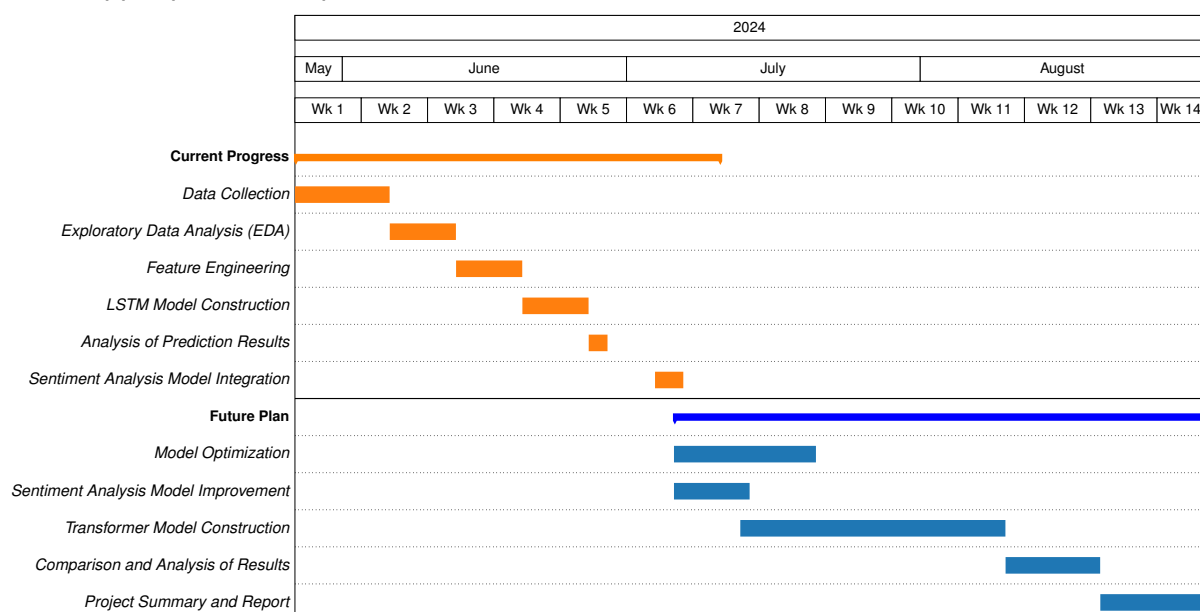 2024
May June July August
Wk 1 Wk 2 Wk 3 Wk 4 Wk 5 Wk 6 Wk 7 Wk 8 Wk 9 Wk 10 Wk 11 Wk 12 Wk 13 Wk 14
Current Progress
Data Collection
Exploratory Data Analysis (EDA)
Feature Engineering
LSTM Model Construction
Analysis of Prediction Results
Sentiment Analysis Model Integration
Future Plan
Model Optimization
Sentiment Analysis Model Improvement
Transformer Model Construction
Comparison and Analysis of Results
Project Summary and Report